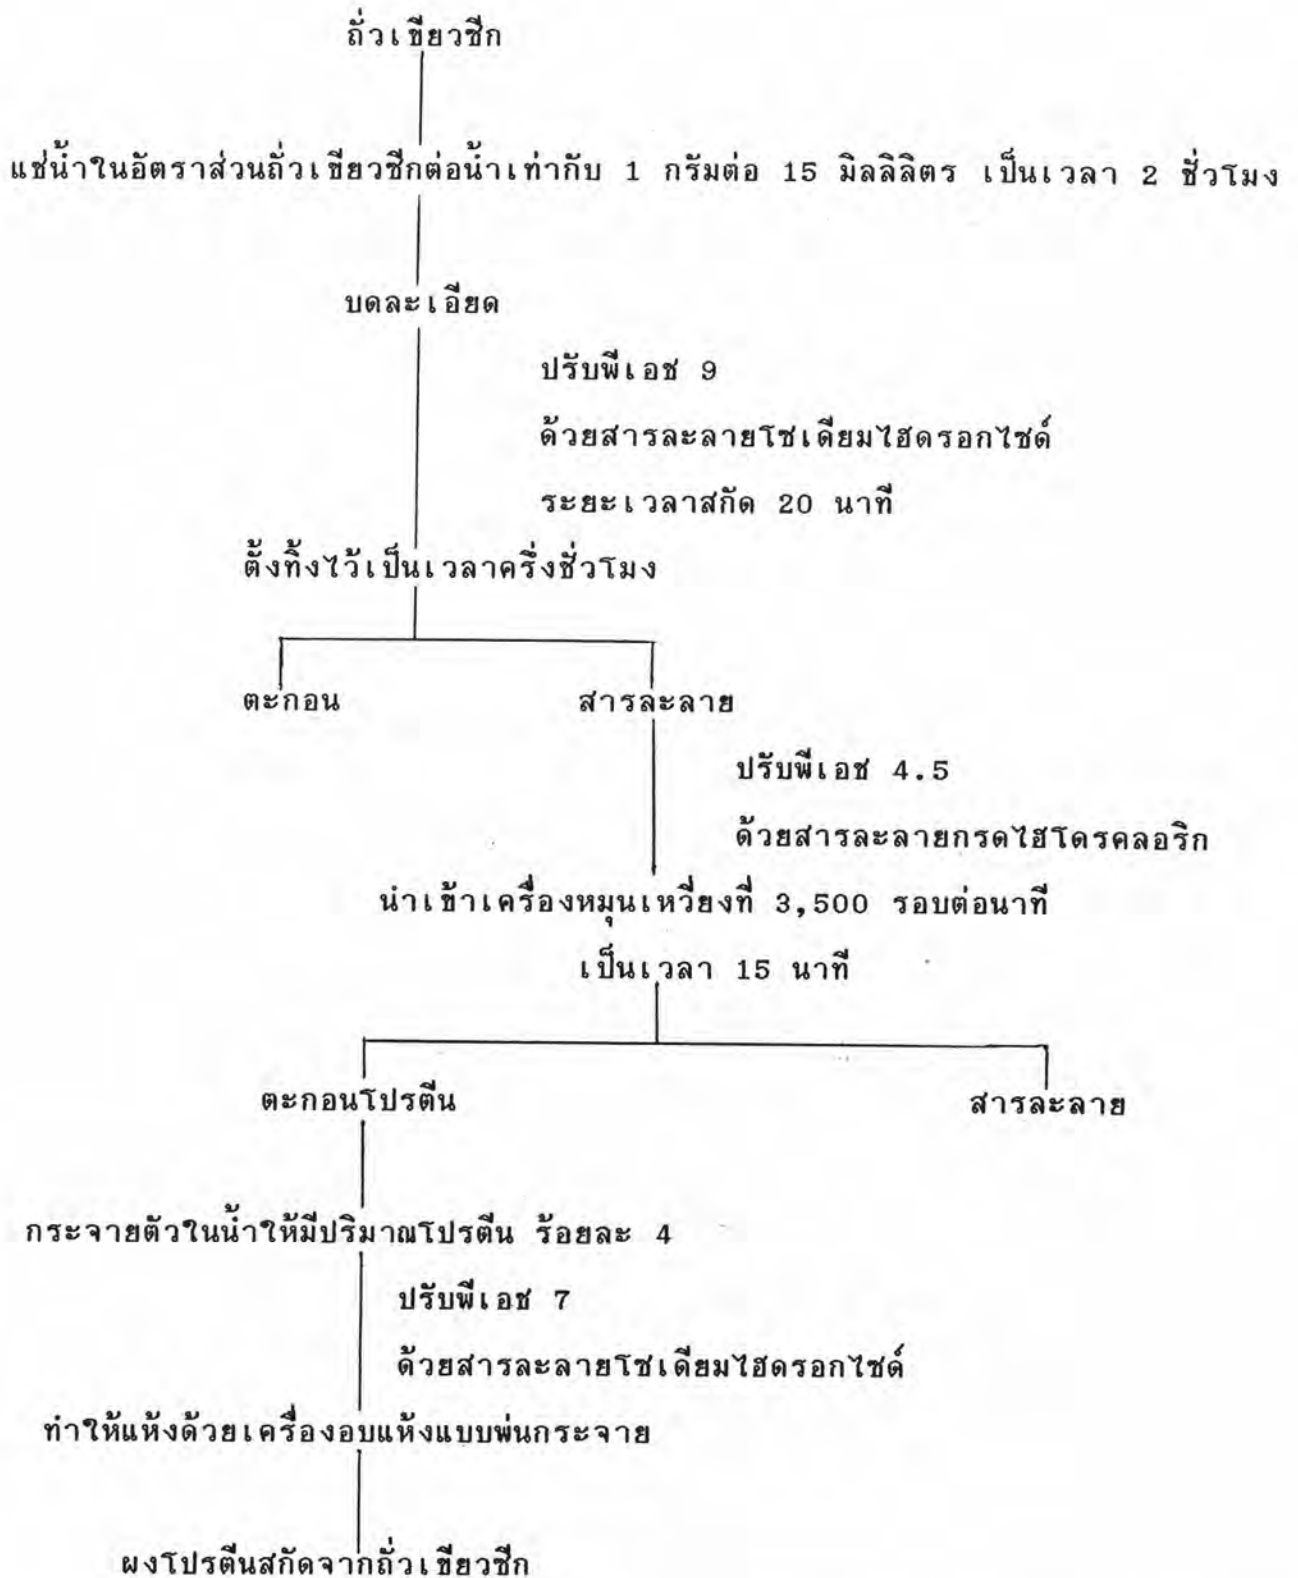 ถั่วเขียวซีก
แช่น้ำในอัตราส่วนถั่วเขียวซีกต่อน้ำเท่ากับ 1 กรัมต่อ 15 มิลลิลิตร เป็นเวลา 2 ชั่วโมง
บดละเอียด
ปรับพีเอช 9
ด้วยสารละลายโซเดียมไฮดรอกไซด์
ระยะเวลาสกัด 20 นาที
ตั้งทิ้งไว้เป็นเวลาครึ่งชั่วโมง
ตะกอน
สารละลาย
ปรับพีเอช 4.5
ด้วยสารละลายกรดไฮโดรคลอริก
นำเข้าเครื่องหมุนเหวี่ยงที่ 3,500 รอบต่อนาที
เป็นเวลา 15 นาที
ตะกอนโปรตีน
สารละลาย
กระจายตัวในน้ำให้มีปริมาณโปรตีน ร้อยละ 4
ปรับพีเอช 7
ด้วยสารละลายโซเดียมไฮดรอกไซด์
ทำให้แห้งด้วยเครื่องอบแห้งแบบพ่นกระจาย
ผงโปรตีนสกัดจากถั่วเขียวซีก